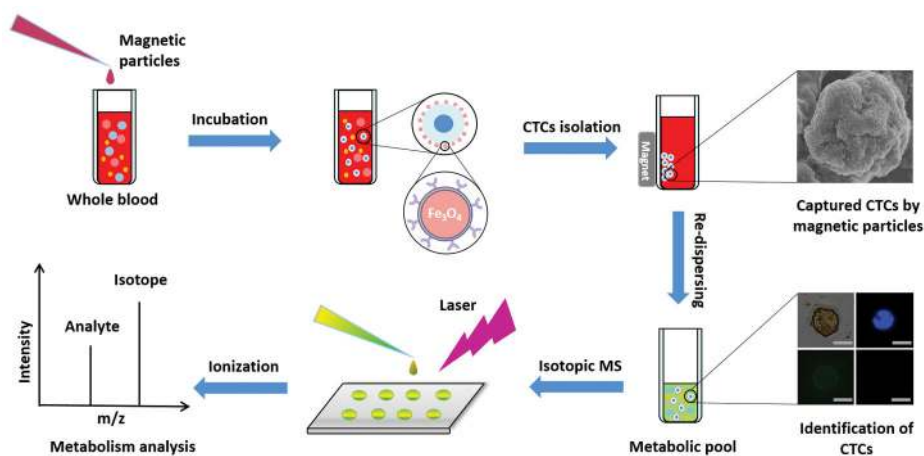 Magnetic
particles
Incubation
Whole blood
Fe₃O₄
CTCs isolation
Magnet
Captured CTCs by
magnetic particles
Re-dispersing
Intensity
Analyte
Isotope
m/z
Metabolism analysis
Ionization
Laser
Isotopic MS
Metabolic pool
Identification of
CTCs